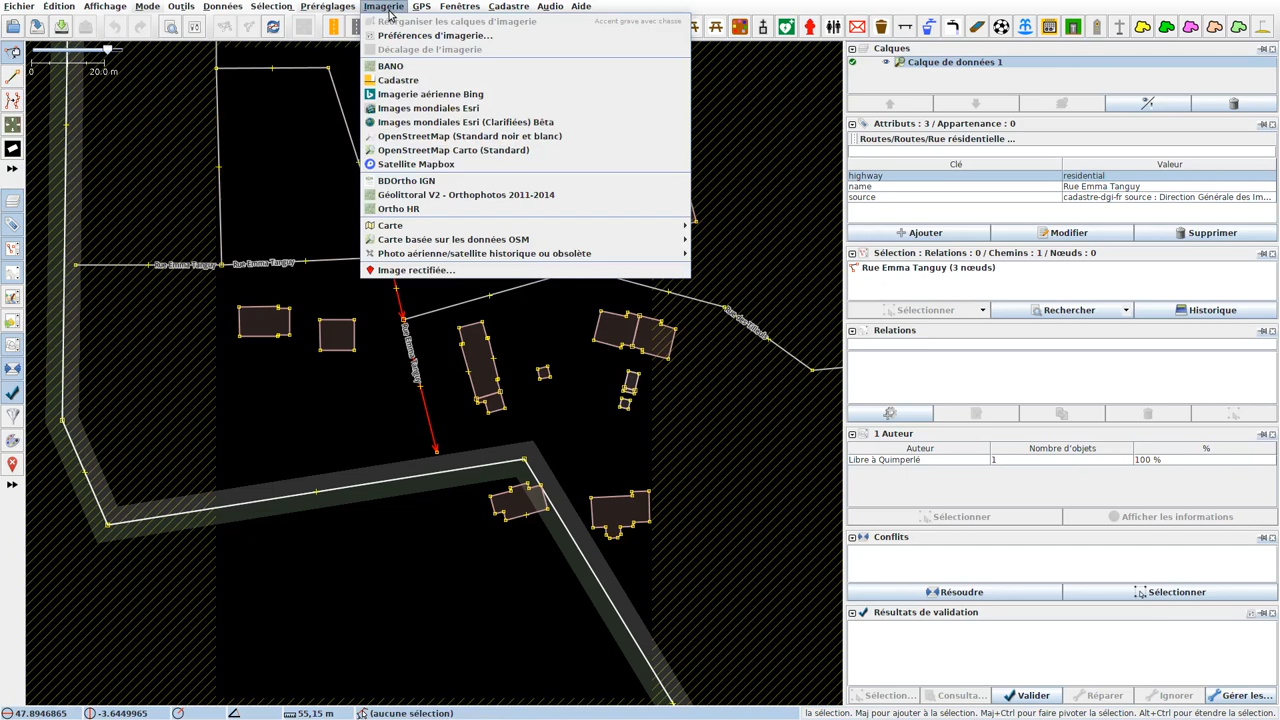 Fichier Édition Affichage Mode Outils Données Sélection Préréglages Imagerie GPS Fenêtres Cadastre Audio Aide
Réorganiser les calques d'imagerie Accent grave avec chasse
Préférences d'imagerie...
Décalage de l'imagerie
BANO
Cadastre
Imagerie aérienne Bing
Images mondiales Esri
Images mondiales Esri (Clarifiées) Bêta
OpenStreetMap (Standard noir et blanc)
OpenStreetMap Carto (Standard)
Satellite Mapbox
BDOrtho IGN
Géolittoral V2 - Orthophotos 2011-2014
Ortho HR
Carte
Carte basée sur les données OSM
Photo aérienne/satellite historique ou obsolète
Image rectifiée...
0 20.0 m
Rue Emma Tanguy Rue Emma Tanguy
Rue Emma Tanguy
Calques
Calque de données 1
Attributs : 3 / Appartenance : 0
Routes/Routes/Rue résidentielle ...
Clé Valeur
highway residential
name Rue Emma Tanguy
source cadastre-dgi-fr source : Direction Générale des Im...
Ajouter Modifier Supprimer
Sélection : Relations : 0 / Chemins : 1 / Nœuds : 0
Rue Emma Tanguy (3 nœuds)
Sélectionner Rechercher Historique
Relations
1 Auteur
Auteur Nombre d'objets %
Libre à Quimperlé 1 100 %
Sélectionner Afficher les informations
Conflits
Résoudre Sélectionner
Résultats de validation
Sélection... Consulta... Valider Réparer Ignorer Gérer les...
47.8946865 -3.6449965 55,15 m (aucune sélection) la sélection. Maj pour ajouter à la sélection. Maj+Ctrl pour faire pivoter la sélection. Alt+Ctrl pour étendre la sélection.